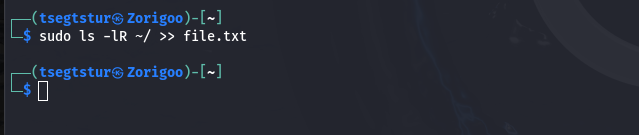 ┌──(tsegtstur㉿Zorigoo)-[~]
└─$ sudo ls -lR ~/ >> file.txt
┌──(tsegtstur㉿Zorigoo)-[~]
└─$